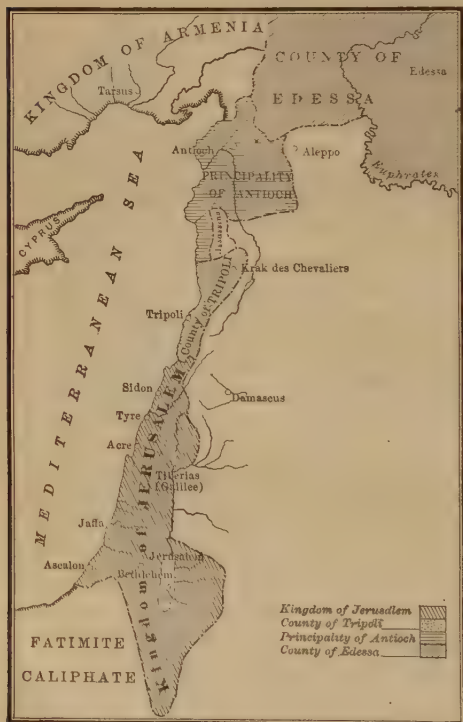 KINGDOM OF ARMENIA
COUNTY OF
EDESSA
Edessa
Tarsus
Antioch
Aleppo
Euphrates
PRINCIPALITY
OF ANTIOCH
CYPRUS
MEDITERRANEAN SEA
Krak des Chevaliers
County of TRIPOLI
Tripoli
Sidon
Damascus
Tyre
Acre
Tiberias
(Galilee)
Kingdom of JERUSALEM
Jaffa
Jerusalem
Ascalon
Bethlehem
FATIMITE
CALIPHATE
Kingdom of Jerusalem
County of Tripoli
Principality of Antioch
County of Edessa